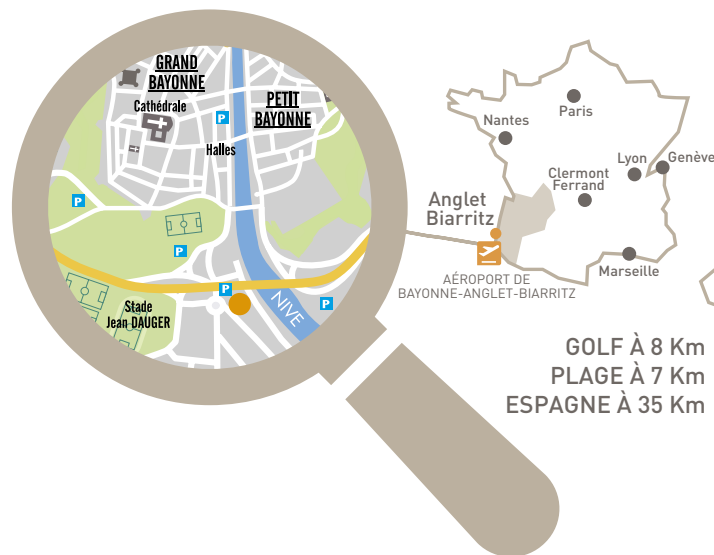 GRAND
BAYONNE
Cathédrale
P
PETIT
BAYONNE
Halles
P
P
P
P
NIVE
Stade
Jean DAUGER
Paris
Nantes
Lyon
Genève
Clermont
Ferrand
Anglet
Biarritz
Marseille
AÉROPORT DE
BAYONNE-ANGLET-BIARRITZ
GOLF À 8 Km
PLAGE À 7 Km
ESPAGNE À 35 Km